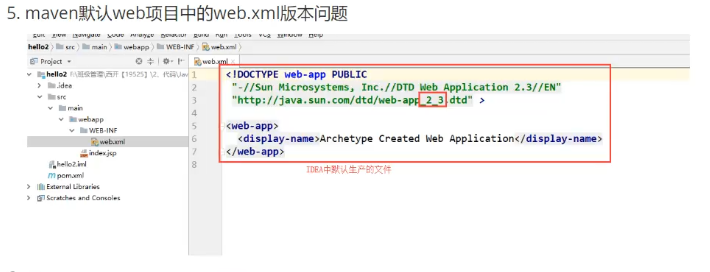 5. maven默认web项目中的web.xml版本问题
Edit View Navigate Code Analyze Refactor Build Run Tools VCS Window Help
hello2 src main webapp WEB-INF web.xml
Project
web.xml
hello2
.idea
src
main
webapp
WEB-INF
web.xml
index.jsp
hello2.iml
pom.xml
External Libraries
Scratches and Consoles
1 <!DOCTYPE web-app PUBLIC
2 "-//Sun Microsystems, Inc.//DTD Web Application 2.3//EN"
3 "http://java.sun.com/dtd/web-app_2_3.dtd" >
4
5 <web-app>
6 <display-name>Archetype Created Web Application</display-name>
7 </web-app>
8
IDEA中默认生产的文件